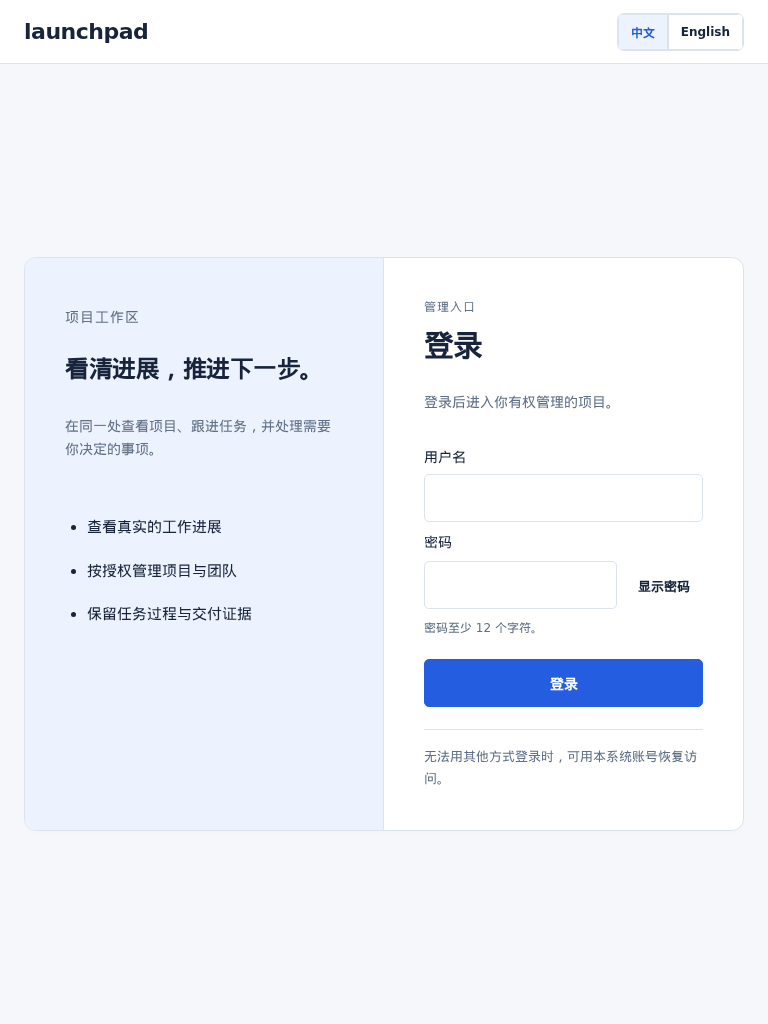 launchpad
中文
English
项目工作区
看清进展，推进下一步。
在同一处查看项目、跟进任务，并处理需要
你决定的事项。
查看真实的工作进展
按授权管理项目与团队
保留任务过程与交付证据
管理入口
登录
登录后进入你有权管理的项目。
用户名
密码
显示密码
密码至少 12 个字符。
登录
无法用其他方式登录时，可用本系统账号恢复访
问。